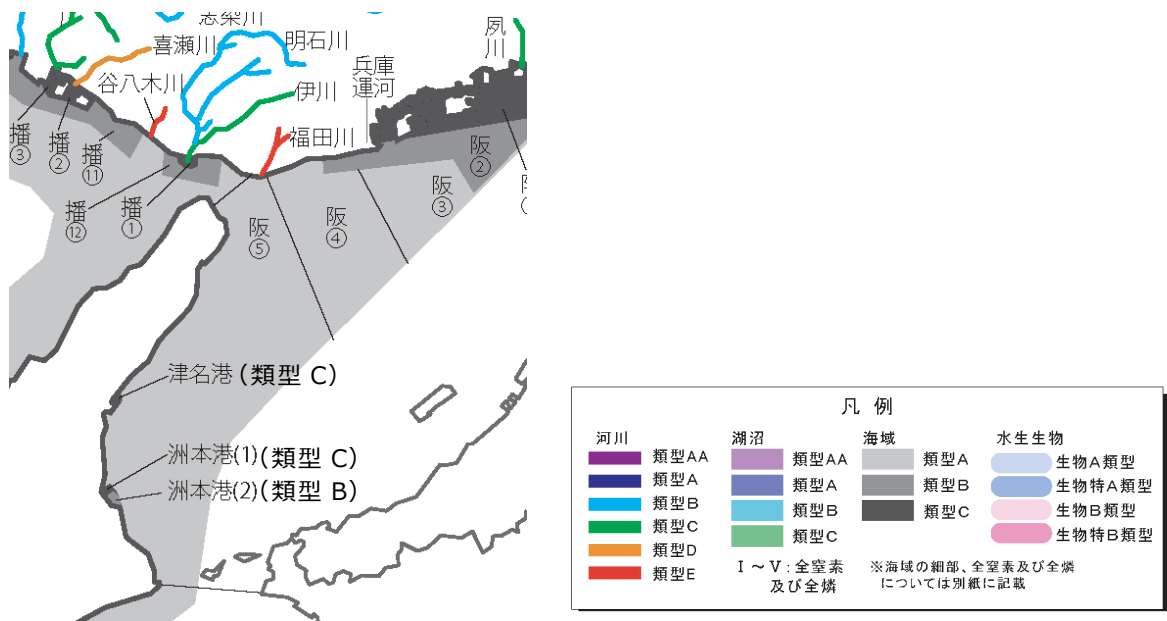 志染川
夙川
喜瀬川
明石川
兵庫運河
谷八木川
伊川
福田川
播③
播②
播⑪
播⑫
播①
阪⑤
阪④
阪③
阪②
阪
津名港(類型 C)
洲本港(1)(類型 C)
洲本港(2)(類型 B)
凡 例
河川
類型AA
類型A
類型B
類型C
類型D
類型E
湖沼
類型AA
類型A
類型B
類型C
Ⅰ～Ⅴ:全窒素
及び全燐
海域
類型A
類型B
類型C
※海域の細部、全窒素及び全燐
については別紙に記載
水生生物
生物A類型
生物特A類型
生物B類型
生物特B類型